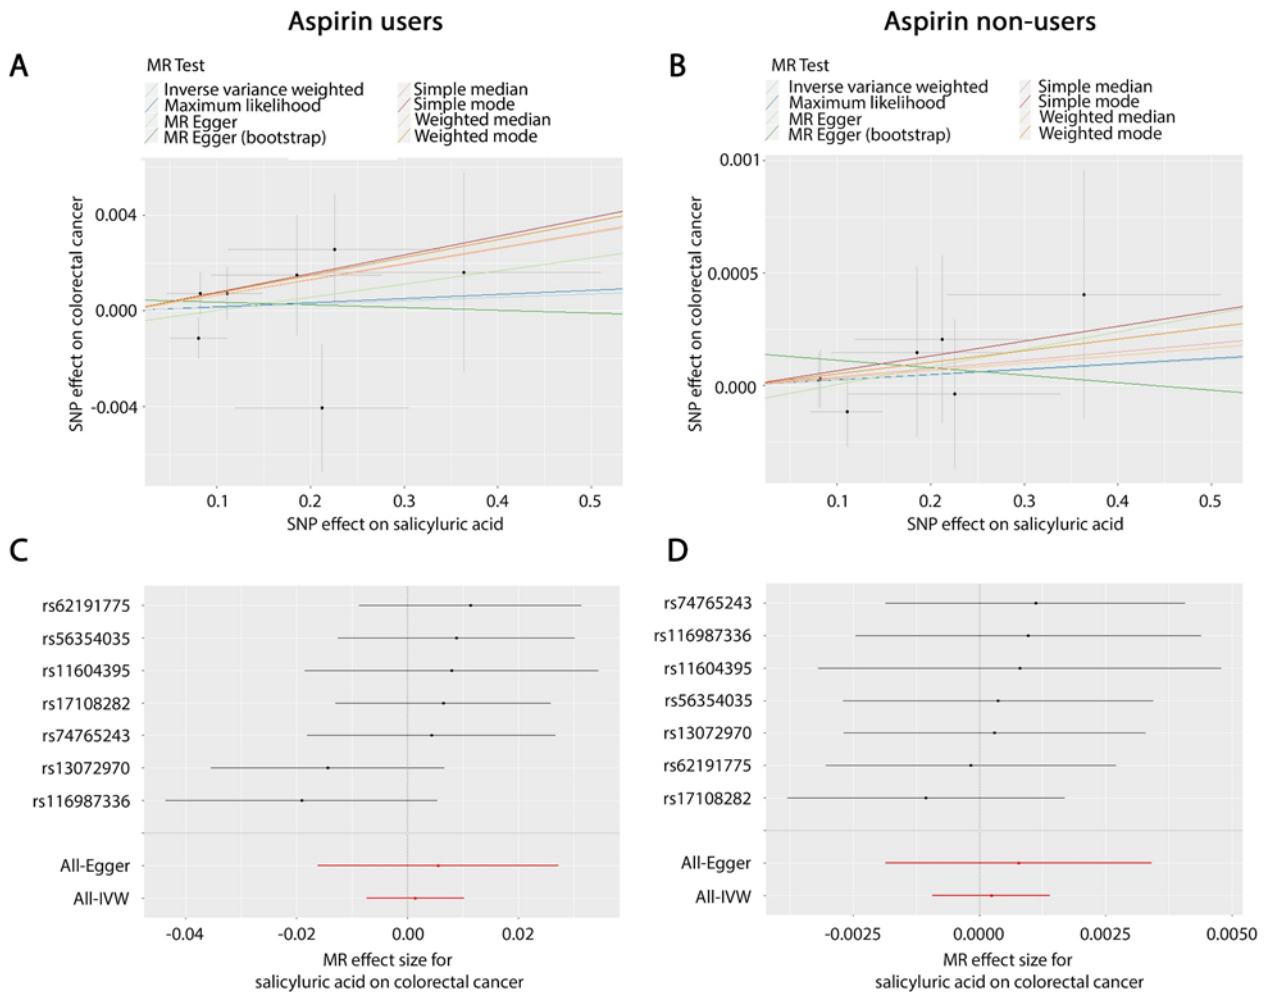 Aspirin users
Aspirin non-users
A
MR Test
Inverse variance weighted
Maximum likelihood
MR Egger
MR Egger (bootstrap)
Simple median
Simple mode
Weighted median
Weighted mode
SNP effect on colorectal cancer
0.004
0.000
-0.004
0.1
0.2
0.3
0.4
0.5
SNP effect on salicyluric acid
B
MR Test
Inverse variance weighted
Maximum likelihood
MR Egger
MR Egger (bootstrap)
Simple median
Simple mode
Weighted median
Weighted mode
SNP effect on colorectal cancer
0.001
0.0005
0.000
0.1
0.2
0.3
0.4
0.5
SNP effect on salicyluric acid
C
rs62191775
rs56354035
rs11604395
rs17108282
rs74765243
rs13072970
rs116987336
All-Egger
All-IVW
-0.04
-0.02
0.00
0.02
MR effect size for
salicyluric acid on colorectal cancer
D
rs74765243
rs116987336
rs11604395
rs56354035
rs13072970
rs62191775
rs17108282
All-Egger
All-IVW
-0.0025
0.0000
0.0025
0.0050
MR effect size for
salicyluric acid on colorectal cancer